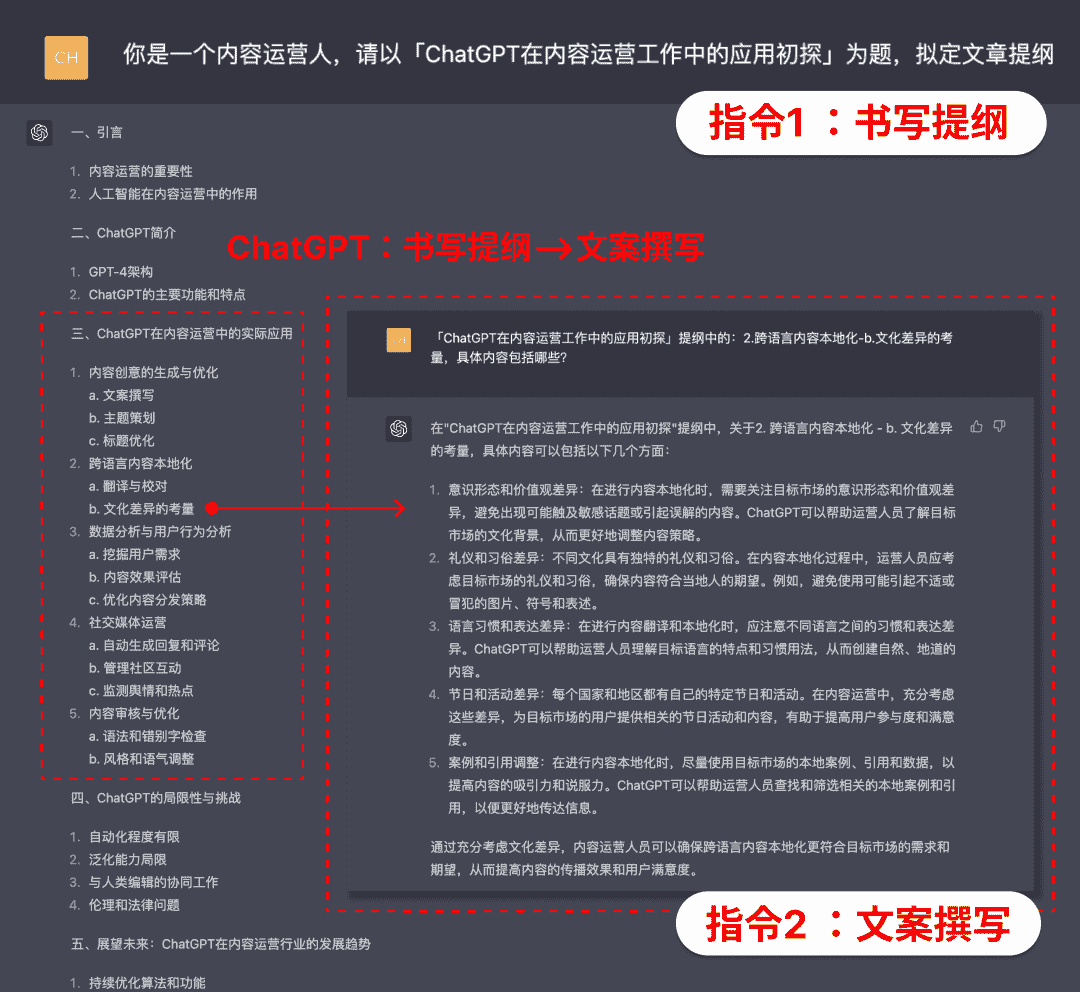 CH
你是一个内容运营人，请以「ChatGPT在内容运营工作中的应用初探」为题，拟定文章提纲
指令1：书写提纲
一、引言
1. 内容运营的重要性
2. 人工智能在内容运营中的作用
二、ChatGPT简介
ChatGPT：书写提纲→文案撰写
1. GPT-4架构
2. ChatGPT的主要功能和特点
三、ChatGPT在内容运营中的实际应用
1. 内容创意的生成与优化
a. 文案撰写
b. 主题策划
c. 标题优化
2. 跨语言内容本地化
a. 翻译与校对
b. 文化差异的考量
3. 数据分析与用户行为分析
a. 挖掘用户需求
b. 内容效果评估
c. 优化内容分发策略
4. 社交媒体运营
a. 自动生成回复和评论
b. 管理社区互动
c. 监测舆情和热点
5. 内容审核与优化
a. 语法和错别字检查
b. 风格和语气调整
四、ChatGPT的局限性与挑战
1. 自动化程度有限
2. 泛化能力局限
3. 与人类编辑的协同工作
4. 伦理和法律问题
五、展望未来：ChatGPT在内容运营行业的发展趋势
1. 持续优化算法和功能
「ChatGPT在内容运营工作中的应用初探」提纲中的：2.跨语言内容本地化-b.文化差异的考
量，具体内容包括哪些?
在"ChatGPT在内容运营工作中的应用初探"提纲中，关于2. 跨语言内容本地化 - b. 文化差异
的考量，具体内容可以包括以下几个方面：
1. 意识形态和价值观差异：在进行内容本地化时，需要关注目标市场的意识形态和价值观差
异，避免出现可能触及敏感话题或引起误解的内容。ChatGPT可以帮助运营人员了解目标
市场的文化背景，从而更好地调整内容策略。
2. 礼仪和习俗差异：不同文化具有独特的礼仪和习俗。在内容本地化过程中，运营人员应考
虑目标市场的礼仪和习俗，确保内容符合当地人的期望。例如，避免使用可能引起不适或
冒犯的图片、符号和表述。
3. 语言习惯和表达差异：在进行内容翻译和本地化时，应注意不同语言之间的习惯和表达差
异。ChatGPT可以帮助运营人员理解目标语言的特点和习惯用法，从而创建自然、地道的
内容。
4. 节日和活动差异：每个国家和地区都有自己的特定节日和活动。在内容运营中，充分考虑
这些差异，为目标市场的用户提供相关的节日活动和内容，有助于提高用户参与度和满意
度。
5. 案例和引用调整：在进行内容本地化时，尽量使用目标市场的本地案例、引用和数据，以
提高内容的吸引力和说服力。ChatGPT可以帮助运营人员查找和筛选相关的本地案例和引
用，以便更好地传达信息。
通过充分考虑文化差异，内容运营人员可以确保跨语言内容本地化更符合目标市场的需求和
期望，从而提高内容的传播效果和用户满意度。
指令2：文案撰写